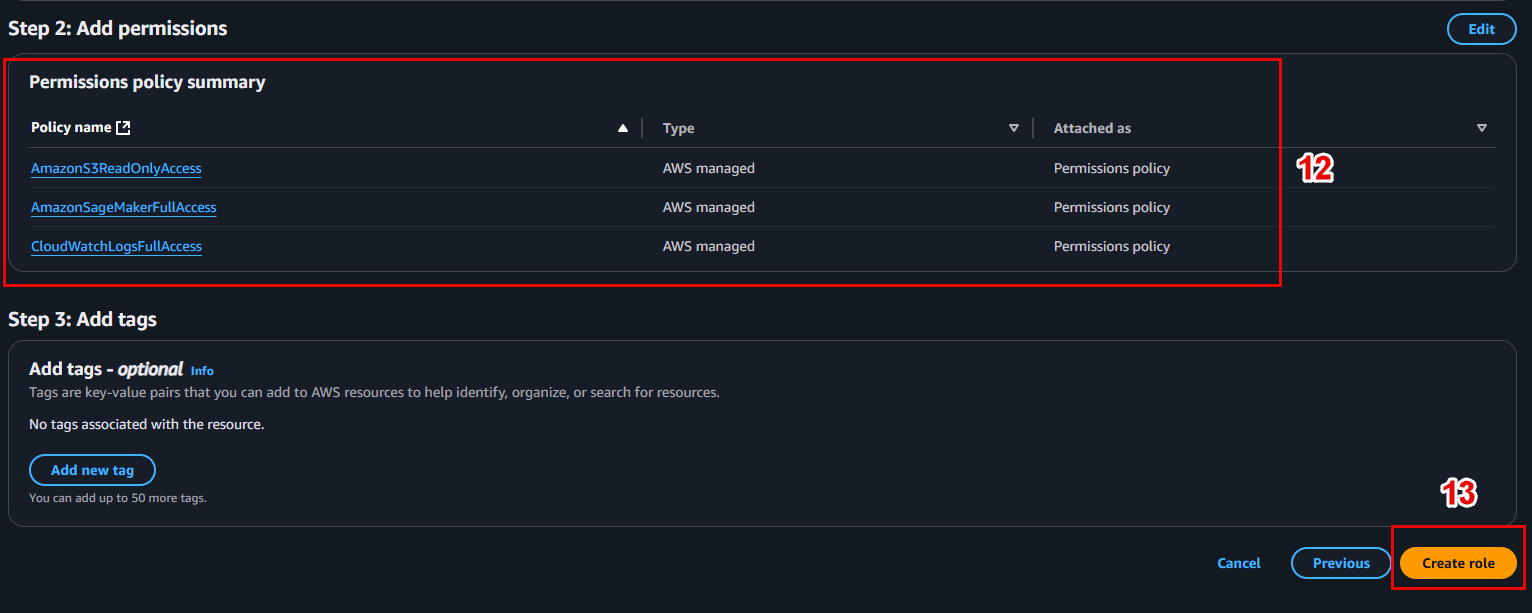 Step 2: Add permissions
Edit
Permissions policy summary
Policy name Type Attached as
AmazonS3ReadOnlyAccess AWS managed Permissions policy
12
AmazonSageMakerFullAccess AWS managed Permissions policy
CloudWatchLogsFullAccess AWS managed Permissions policy
Step 3: Add tags
Add tags - optional Info
Tags are key-value pairs that you can add to AWS resources to help identify, organize, or search for resources.
No tags associated with the resource.
Add new tag
You can add up to 50 more tags.
13
Cancel Previous Create role